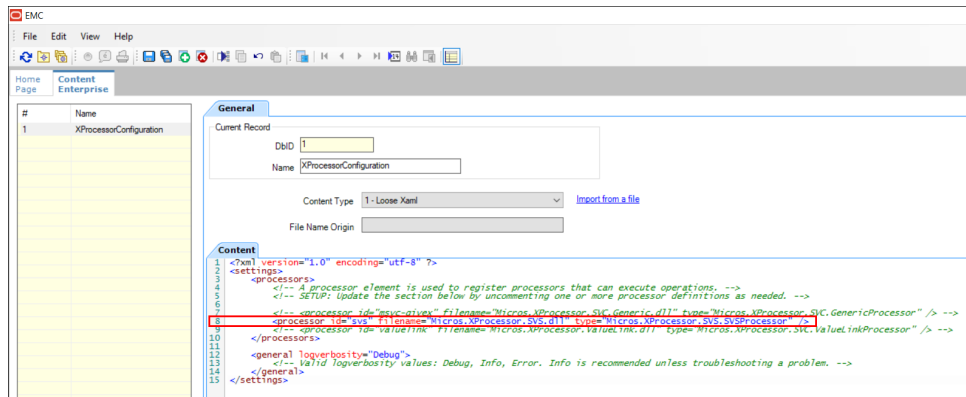 EMC
File Edit View Help
Home Page
Content Enterprise
# Name
1 XProcessorConfiguration
General
Current Record
DbID 1
Name XProcessorConfiguration
Content Type 1 - Loose Xaml Import from a file
File Name Origin
Content
1 <?xml version="1.0" encoding="utf-8" ?>
2 <settings>
3 <processors>
4 <!-- A processor element is used to register processors that can execute operations. -->
5 <!-- SETUP: Update the section below by uncommenting one or more processor definitions as needed. -->
6
7 <!-- <processor id="msvc-givex" filename="Micros.XProcessor.SVC.Generic.dll" type="Micros.XProcessor.SVC.GenericProcessor" /> -->
8 <processor id="svs" filename="Micros.XProcessor.SVS.dll" type="Micros.XProcessor.SVS.SVSProcessor" />
9 <!-- <processor id="valuelink" filename="Micros.XProcessor.ValueLink.dll" type="Micros.XProcessor.SVC.ValueLinkProcessor" /> -->
10 </processors>
11
12 <general logverbosity="Debug">
13 <!-- Valid logverbosity values: Debug, Info, Error. Info is recommended unless troubleshooting a problem. -->
14 </general>
15 </settings>